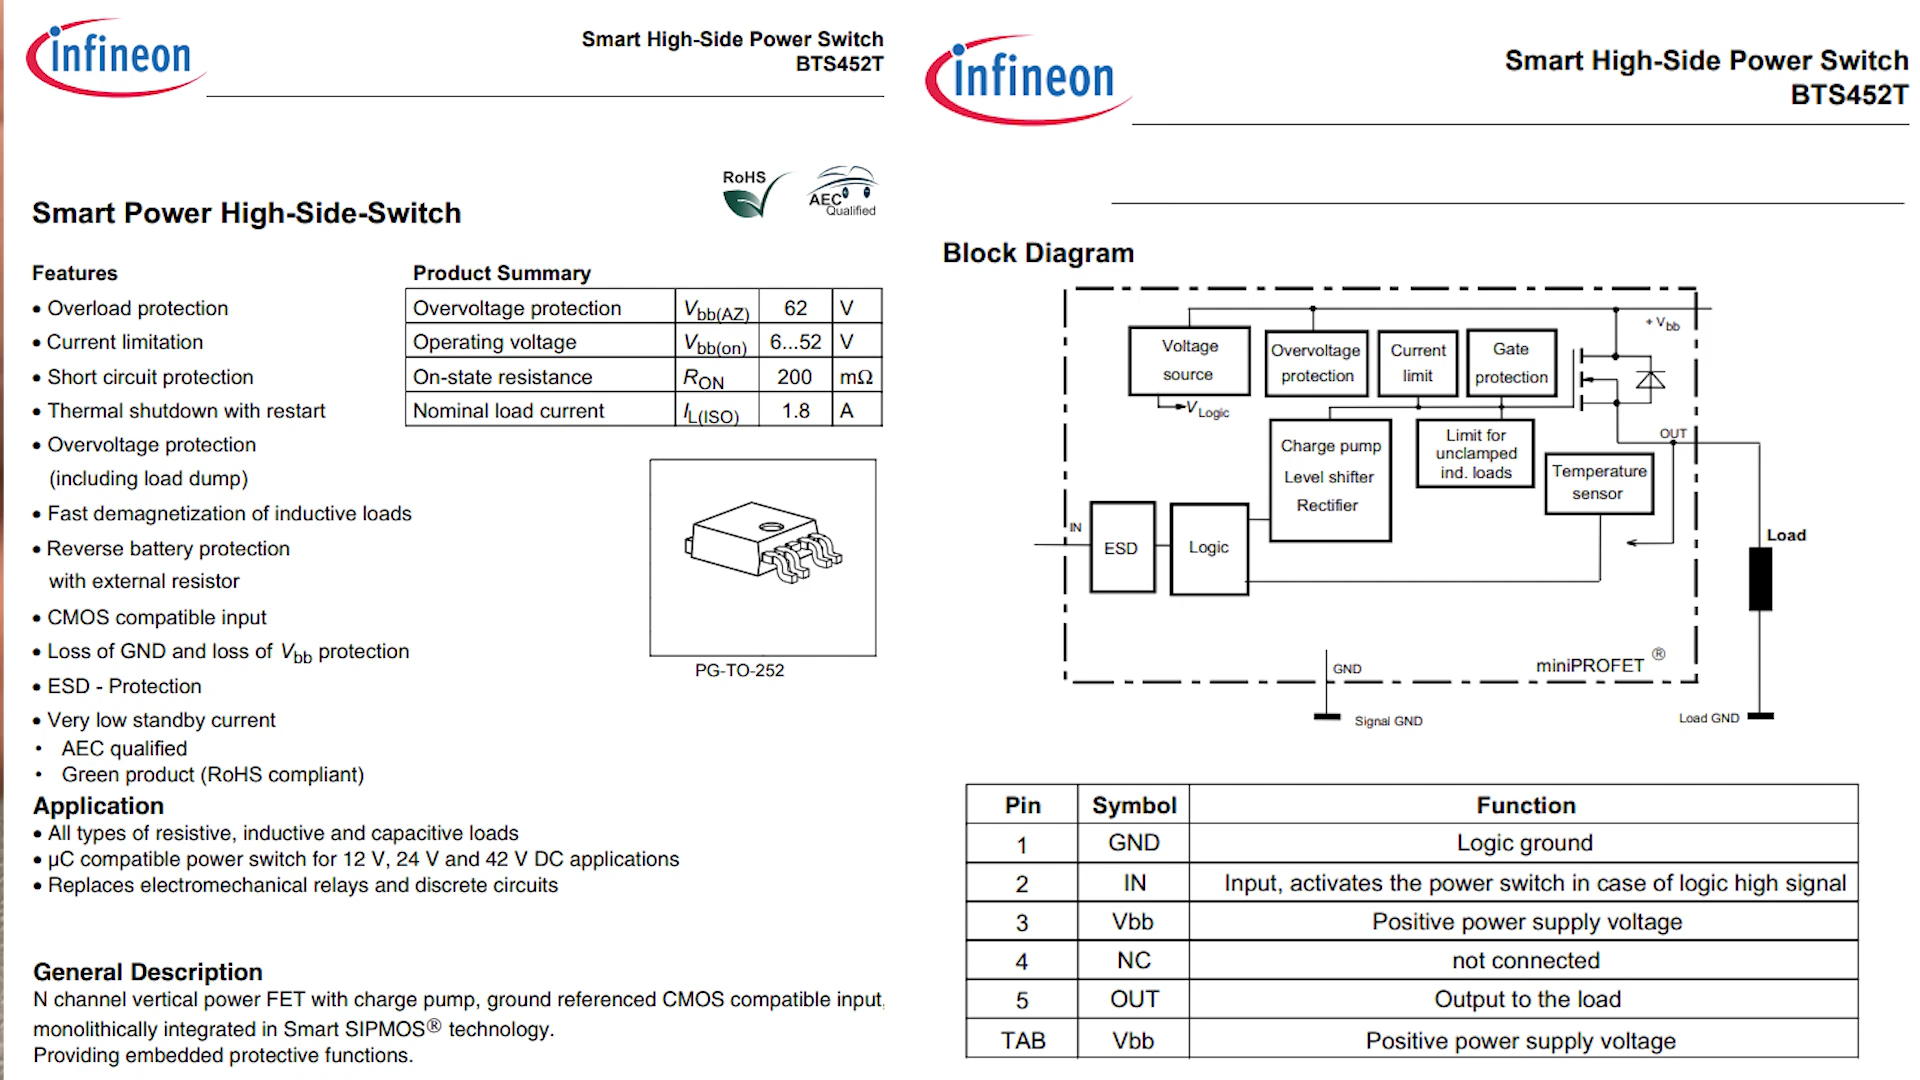 infineon
Smart High-Side Power Switch
BTS452T
RoHS
AEC
Qualified
Smart Power High-Side-Switch
Features
• Overload protection
• Current limitation
• Short circuit protection
• Thermal shutdown with restart
• Overvoltage protection
(including load dump)
• Fast demagnetization of inductive loads
• Reverse battery protection
with external resistor
• CMOS compatible input
• Loss of GND and loss of Vbb protection
• ESD - Protection
• Very low standby current
• AEC qualified
• Green product (RoHS compliant)
Product Summary
Overvoltage protection Vbb(AZ) 62 V
Operating voltage Vbb(on) 6...52 V
On-state resistance RON 200 mΩ
Nominal load current IL(ISO) 1.8 A
PG-TO-252
Application
• All types of resistive, inductive and capacitive loads
• µC compatible power switch for 12 V, 24 V and 42 V DC applications
• Replaces electromechanical relays and discrete circuits
General Description
N channel vertical power FET with charge pump, ground referenced CMOS compatible input,
monolithically integrated in Smart SIPMOS® technology.
Providing embedded protective functions.
infineon
Smart High-Side Power Switch
BTS452T
Block Diagram
+ Vbb
Voltage
source
Overvoltage
protection
Current
limit
Gate
protection
VLogic
OUT
Charge pump
Level shifter
Rectifier
Limit for
unclamped
ind. loads
Temperature
sensor
IN
ESD
Logic
Load
GND
miniPROFET ®
Signal GND
Load GND
Pin Symbol Function
1 GND Logic ground
2 IN Input, activates the power switch in case of logic high signal
3 Vbb Positive power supply voltage
4 NC not connected
5 OUT Output to the load
TAB Vbb Positive power supply voltage